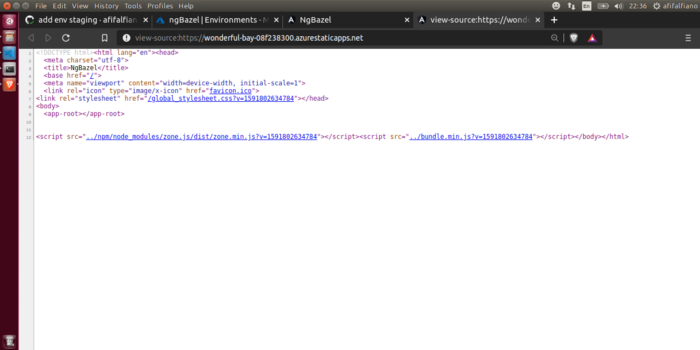 File Edit View History Tools Profiles Help
22:36 afifalfiano
add env staging - afifalfi
ngBazel | Environments - M
NgBazel
view-source:https://wond
view-source:https://wonderful-bay-08f238300.azurestaticapps.net
1 <!DOCTYPE html><html lang="en"><head>
2 <meta charset="utf-8">
3 <title>NgBazel</title>
4 <base href="/">
5 <meta name="viewport" content="width=device-width, initial-scale=1">
6 <link rel="icon" type="image/x-icon" href="favicon.ico">
7 <link rel="stylesheet" href="/global_stylesheet.css?v=1591802634784"></head>
8 <body>
9 <app-root></app-root>
10
11
12 <script src="../npm/node_modules/zone.js/dist/zone.min.js?v=1591802634784"></script><script src="../bundle.min.js?v=1591802634784"></script></body></html>